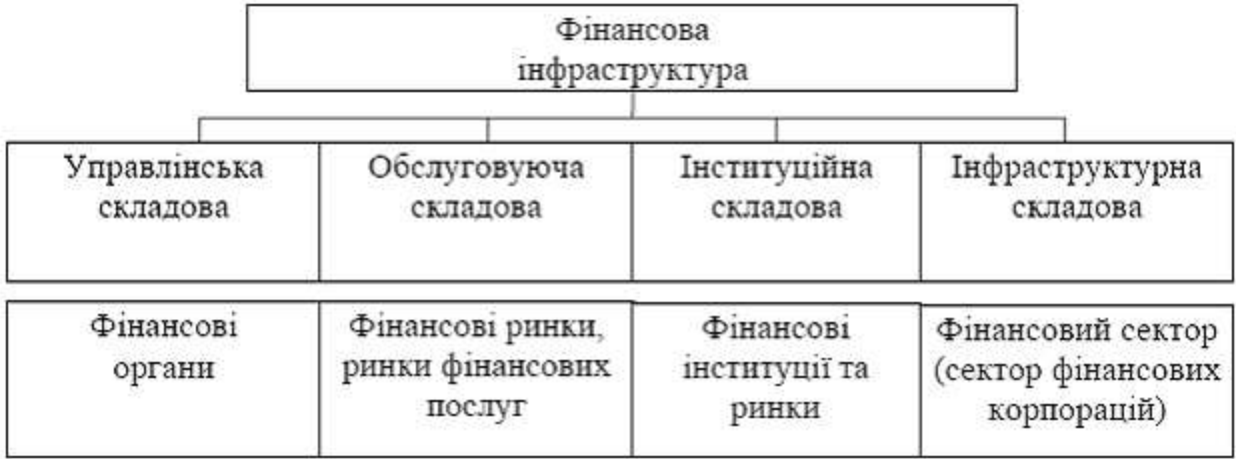 Фінансова
інфраструктура
Управлінська
складова
Обслуговуюча
складова
Інституційна
складова
Інфраструктурна
складова
Фінансові
органи
Фінансові ринки,
ринки фінансових
послуг
Фінансові
інституції та
ринки
Фінансовий сектор
(сектор фінансових
корпорацій)